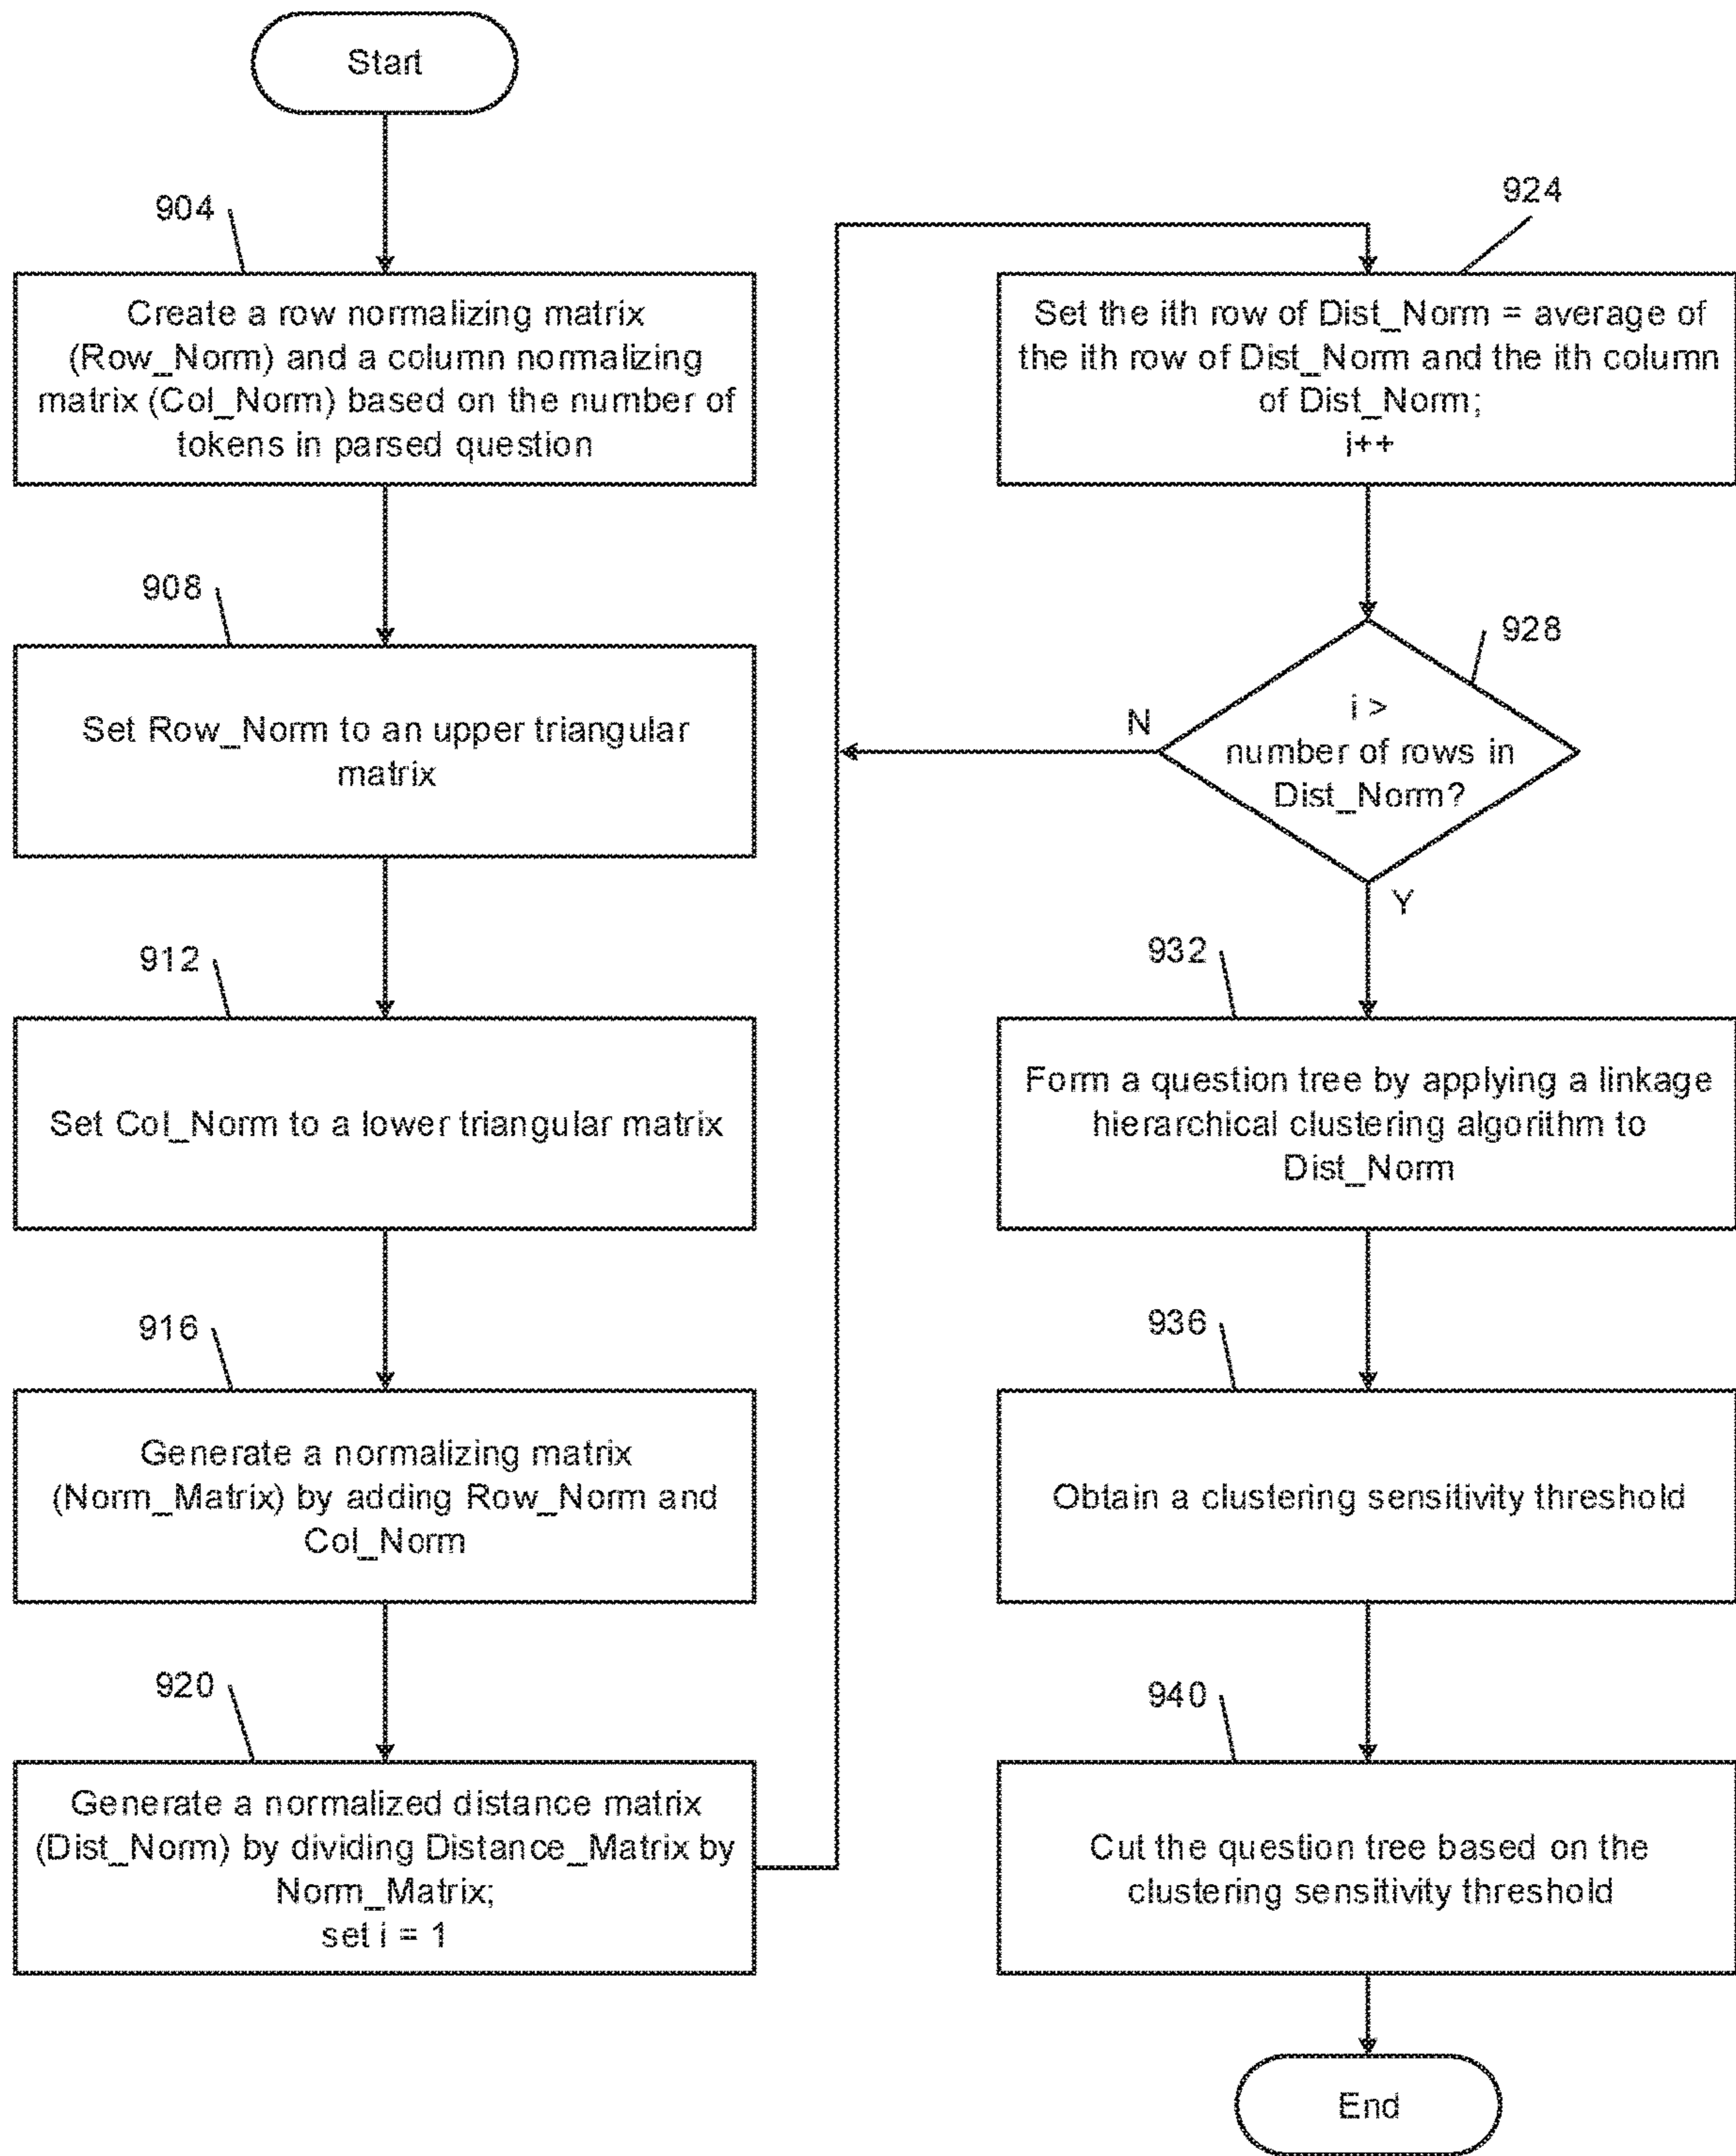 Start
904
Create a row normalizing matrix
(Row_Norm) and a column normalizing
matrix (Col_Norm) based on the number of
tokens in parsed question
908
Set Row_Norm to an upper triangular
matrix
912
Set Col_Norm to a lower triangular matrix
916
Generate a normalizing matrix
(Norm_Matrix) by adding Row_Norm and
Col_Norm
920
Generate a normalized distance matrix
(Dist_Norm) by dividing Distance_Matrix by
Norm_Matrix;
set i = 1
924
Set the ith row of Dist_Norm = average of
the ith row of Dist_Norm and the ith column
of Dist_Norm;
i++
928
i >
number of rows in
Dist_Norm?
N
Y
932
Form a question tree by applying a linkage
hierarchical clustering algorithm to
Dist_Norm
936
Obtain a clustering sensitivity threshold
940
Cut the question tree based on the
clustering sensitivity threshold
End